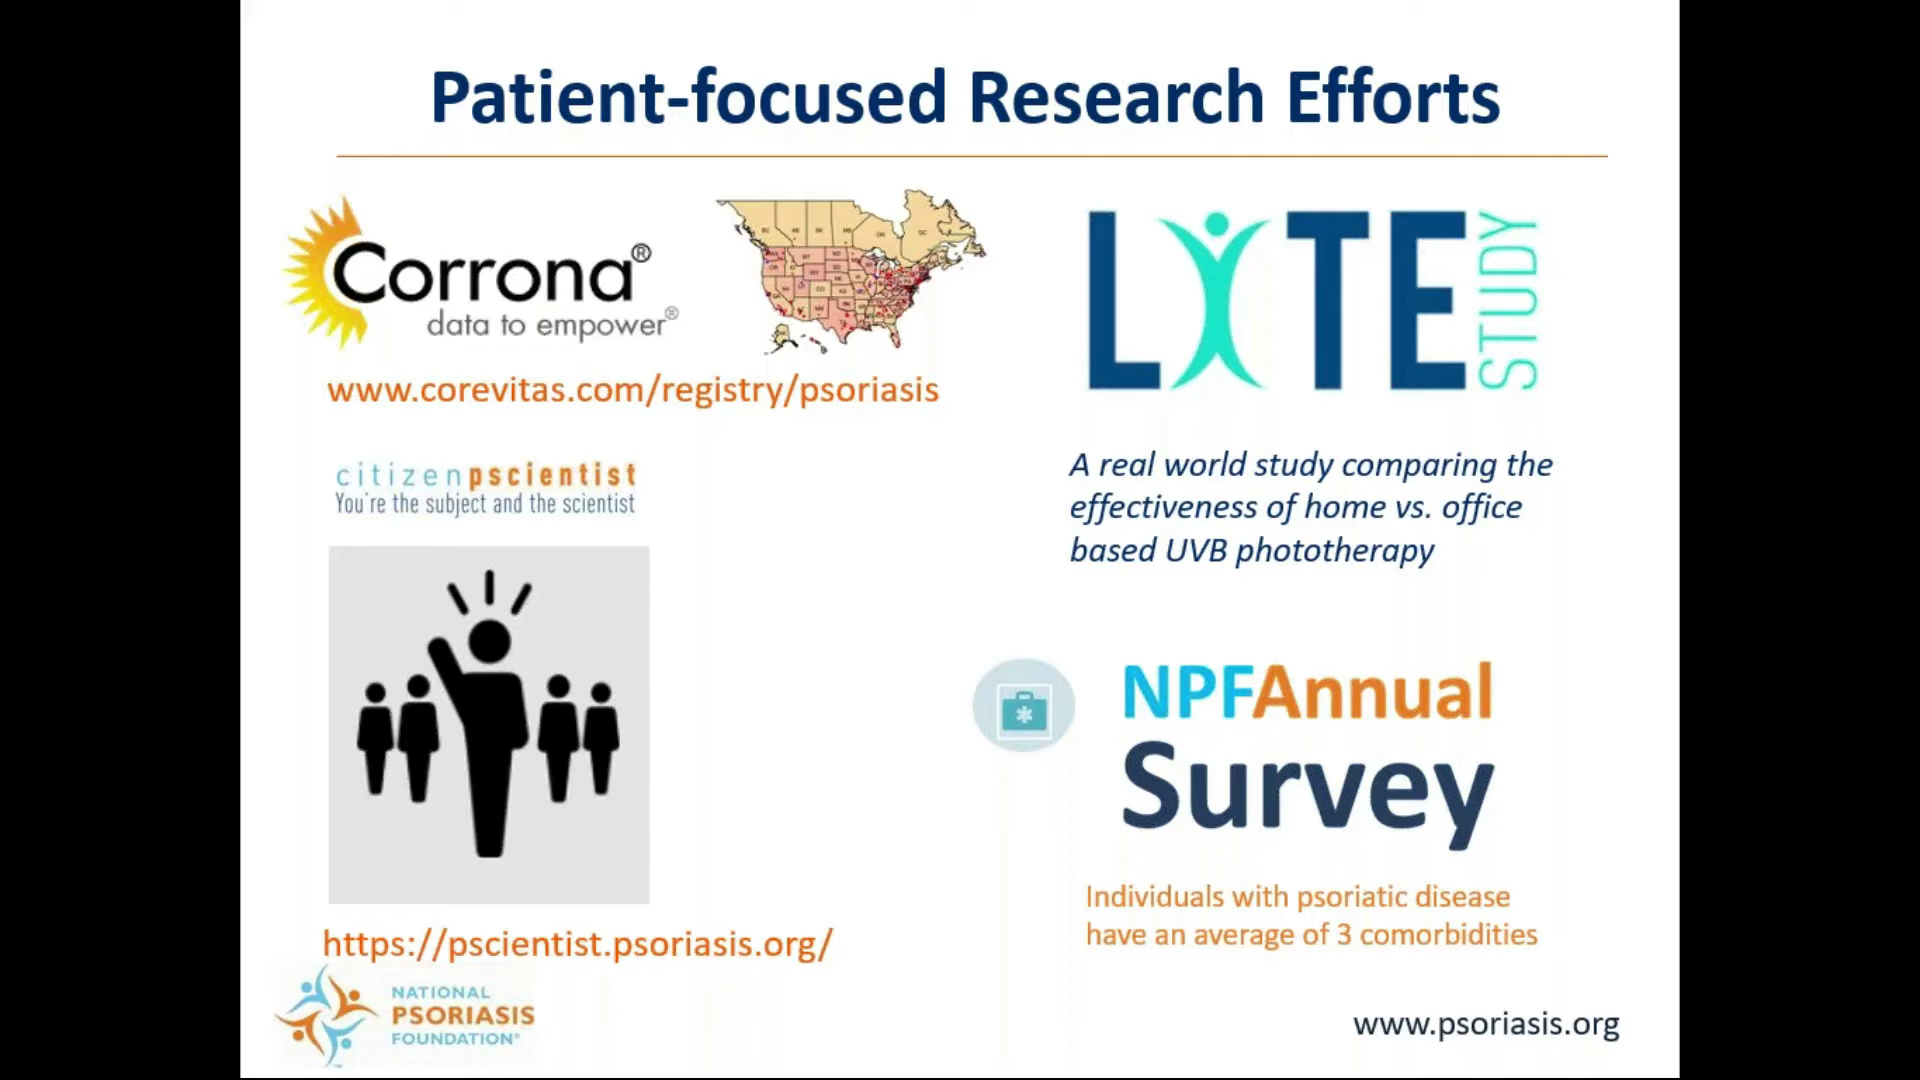 Patient-focused Research Efforts
Corrona®
data to empower®
www.corevitas.com/registry/psoriasis
citizenpscientist
You're the subject and the scientist
https://pscientist.psoriasis.org/
LITE
STUDY
A real world study comparing the
effectiveness of home vs. office
based UVB phototherapy
NPFAnnual
Survey
Individuals with psoriatic disease
have an average of 3 comorbidities
NATIONAL
PSORIASIS
FOUNDATION®
www.psoriasis.org